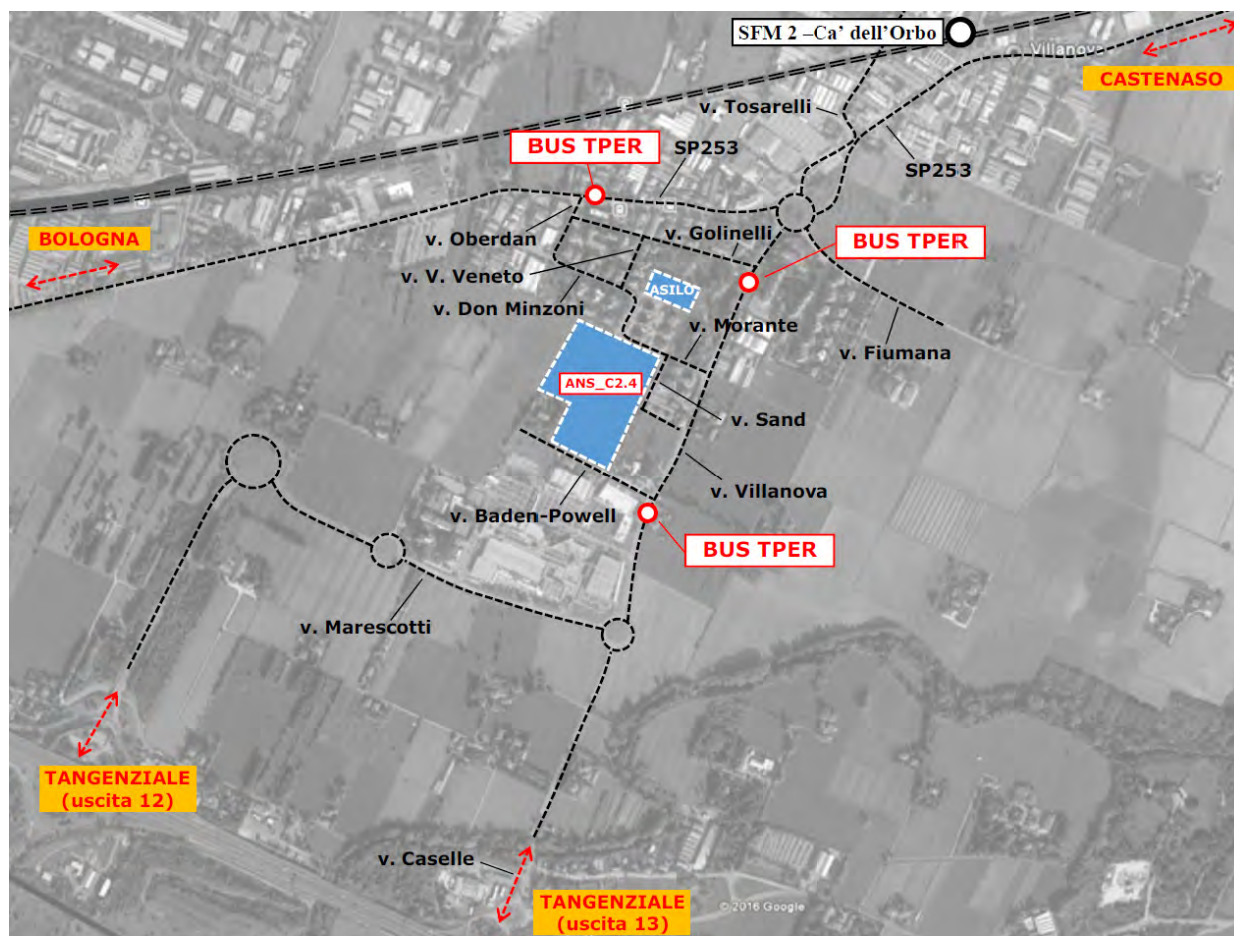 SFM 2 –Ca’ dell’Orbo
Villanova
CASTENASO
v. Tosarelli
BUS TPER
SP253
SP253
BOLOGNA
v. Oberdan
v. Golinelli
BUS TPER
v. V. Veneto
ASILO
v. Don Minzoni
v. Morante
v. Fiumana
ANS_C2.4
v. Sand
v. Villanova
v. Baden-Powell
BUS TPER
v. Marescotti
TANGENZIALE
(uscita 12)
v. Caselle
TANGENZIALE
(uscita 13)
© 2016 Google